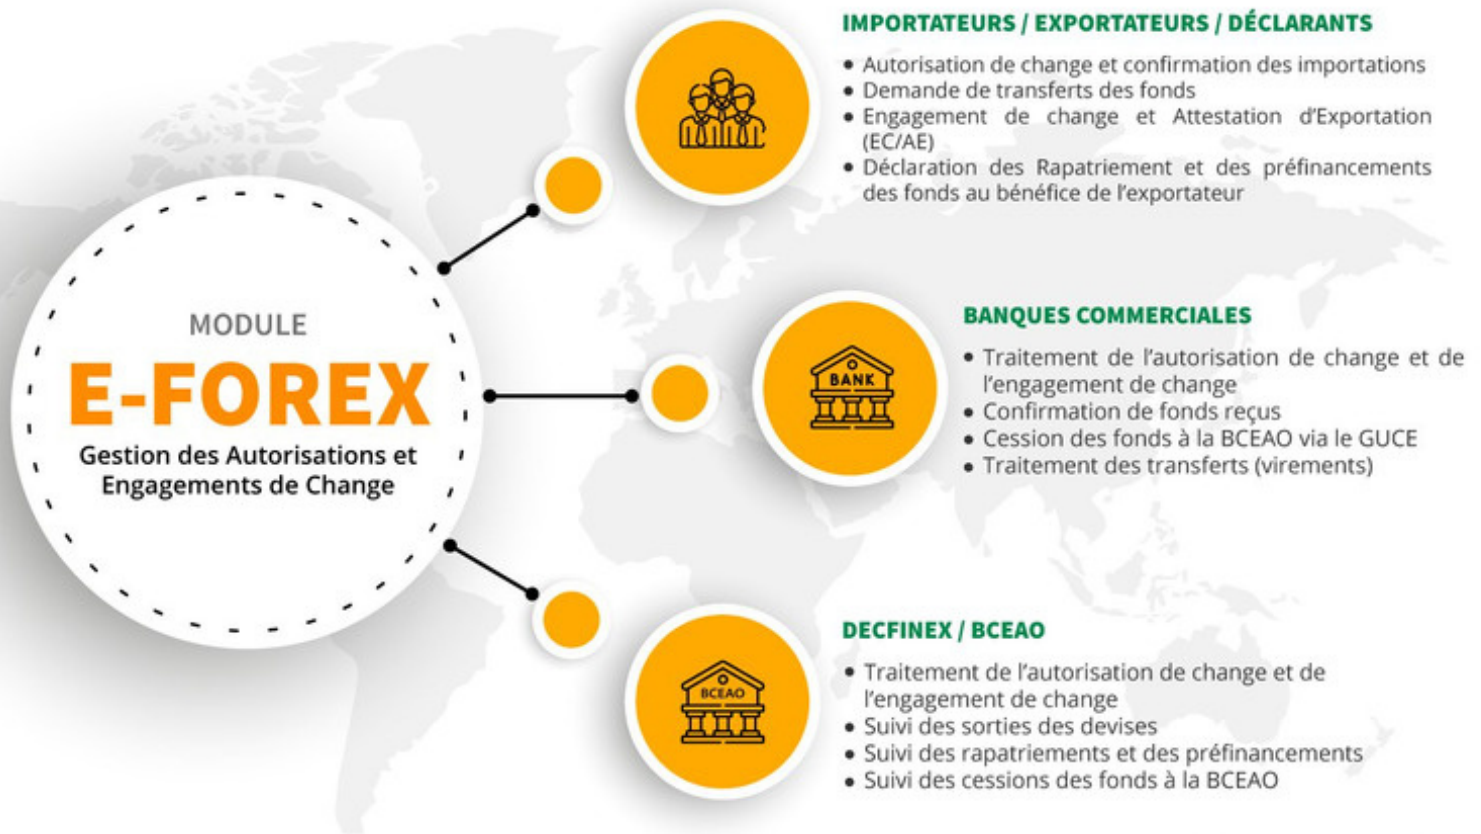 MODULE
E-FOREX
Gestion des Autorisations et
Engagements de Change
IMPORTATEURS / EXPORTATEURS / DÉCLARANTS
• Autorisation de change et confirmation des importations
• Demande de transferts des fonds
• Engagement de change et Attestation d'Exportation
(EC/AE)
• Déclaration des Rapatriement et des préfinancements
des fonds au bénéfice de l'exportateur
BANK
BANQUES COMMERCIALES
• Traitement de l'autorisation de change et de
l'engagement de change
• Confirmation de fonds reçus
• Cession des fonds à la BCEAO via le GUCE
• Traitement des transferts (virements)
BCEAO
DECFINEX / BCEAO
• Traitement de l'autorisation de change et de
l'engagement de change
• Suivi des sorties des devises
• Suivi des rapatriements et des préfinancements
• Suivi des cessions des fonds à la BCEAO